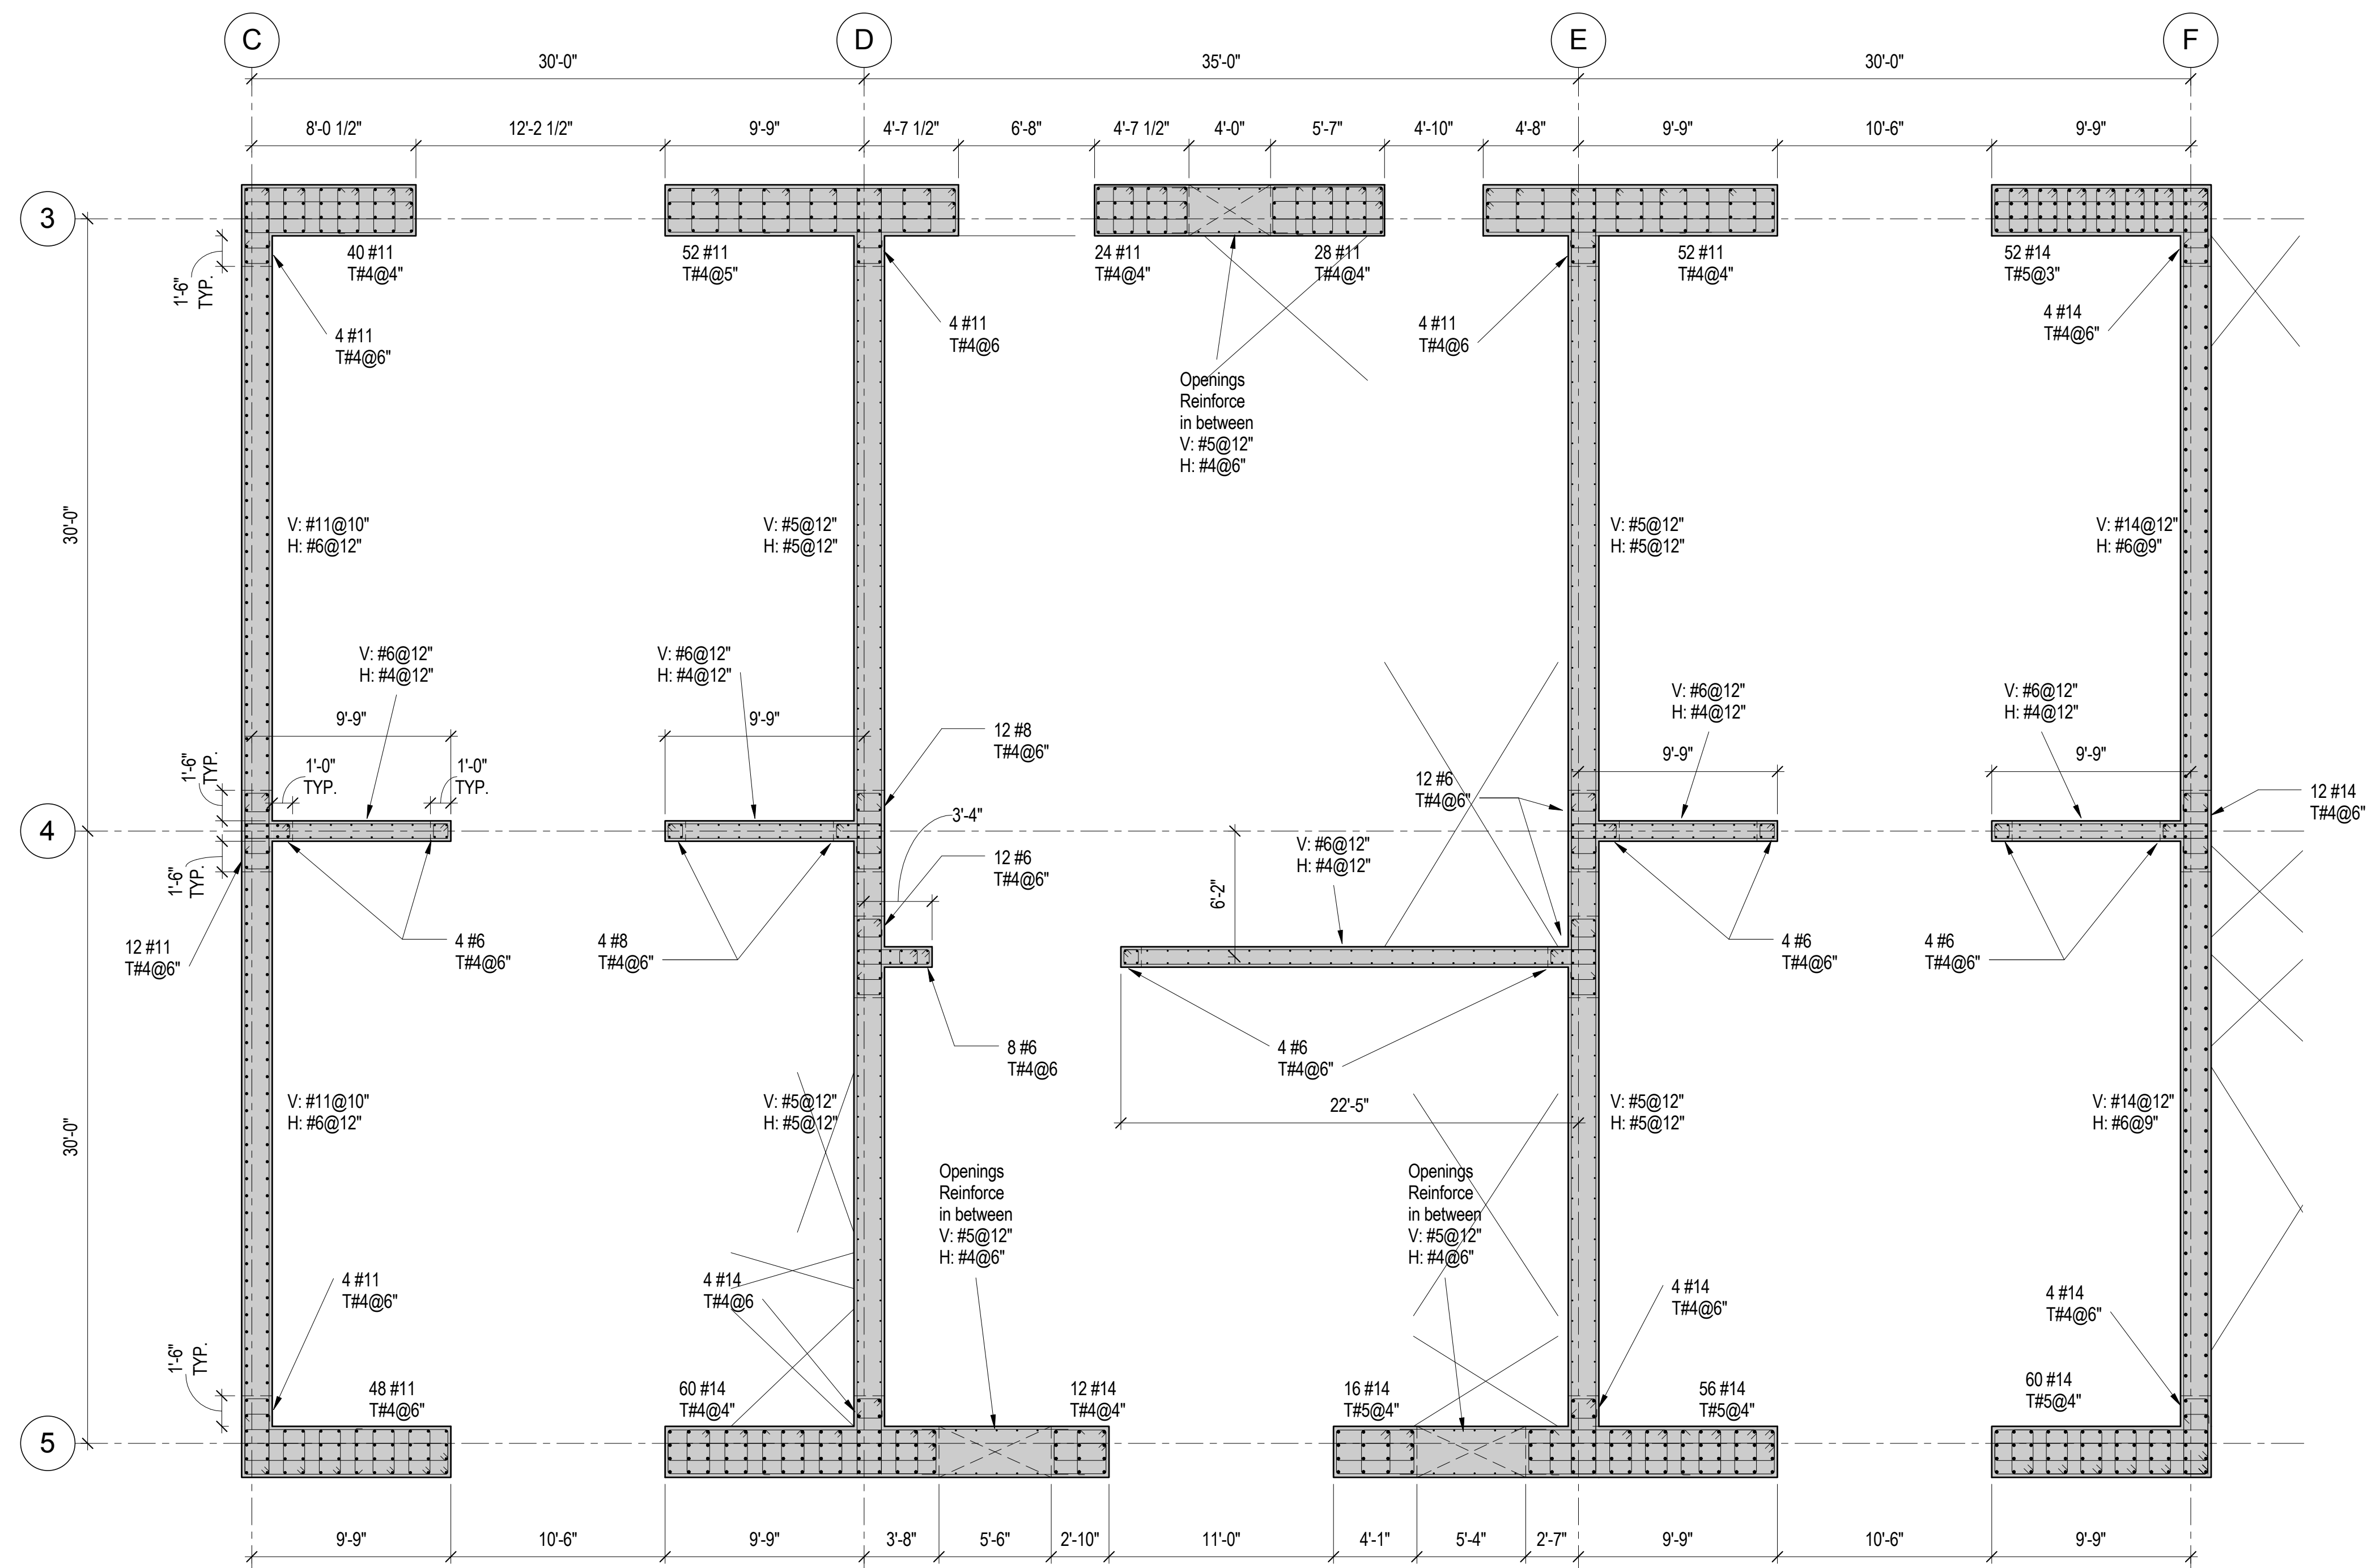 C
D
E
F
30'-0"
35'-0"
30'-0"
8'-0 1/2"
12'-2 1/2"
9'-9"
4'-7 1/2"
6'-8"
4'-7 1/2"
4'-0"
5'-7"
4'-10"
4'-8"
9'-9"
10'-6"
9'-9"
3
1'-6"
TYP.
40 #11
T#4@4"
52 #11
T#4@5"
24 #11
T#4@4"
28 #11
T#4@4"
52 #11
T#4@4"
52 #14
T#5@3"
4 #11
T#4@6"
4 #11
T#4@6
4 #11
T#4@6
4 #14
T#4@6"
Openings
Reinforce
in between
V: #5@12"
H: #4@6"
30'-0"
V: #11@10"
H: #6@12"
V: #5@12"
H: #5@12"
V: #5@12"
H: #5@12"
V: #14@12"
H: #6@9"
V: #6@12"
H: #4@12"
V: #6@12"
H: #4@12"
V: #6@12"
H: #4@12"
V: #6@12"
H: #4@12"
9'-9"
9'-9"
9'-9"
9'-9"
12 #8
T#4@6"
1'-6"
TYP.
1'-0"
TYP.
1'-0"
TYP.
12 #6
T#4@6"
12 #14
T#4@6"
4
3'-4"
V: #6@12"
H: #4@12"
1'-6"
TYP.
12 #6
T#4@6"
6'-2"
12 #11
T#4@6"
4 #6
T#4@6"
4 #8
T#4@6"
4 #6
T#4@6"
4 #6
T#4@6"
8 #6
T#4@6
4 #6
T#4@6"
30'-0"
V: #11@10"
H: #6@12"
V: #5@12"
H: #5@12"
22'-5"
V: #5@12"
H: #5@12"
V: #14@12"
H: #6@9"
Openings
Reinforce
in between
V: #5@12"
H: #4@6"
Openings
Reinforce
in between
V: #5@12"
H: #4@6"
4 #11
T#4@6"
4 #14
T#4@6
4 #14
T#4@6"
4 #14
T#4@6"
1'-6"
TYP.
48 #11
T#4@6"
60 #14
T#4@4"
12 #14
T#4@4"
16 #14
T#5@4"
56 #14
T#5@4"
60 #14
T#5@4"
5
9'-9"
10'-6"
9'-9"
3'-8"
5'-6"
2'-10"
11'-0"
4'-1"
5'-4"
2'-7"
9'-9"
10'-6"
9'-9"